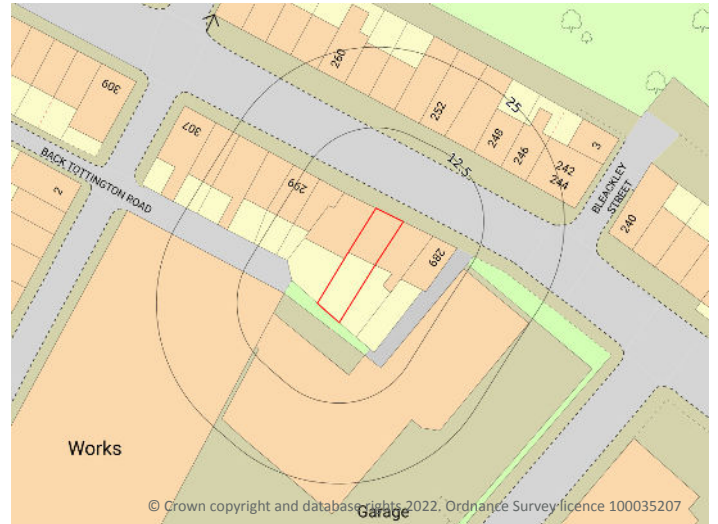 260
309
252
25
3
248
246
242
244
307
12.5
BLEACKLEY
STREET
BACK TOTTINGTON ROAD
2
299
240
289
Works
© Crown copyright and database rights 2022. Ordnance Survey licence 100035207
Garage